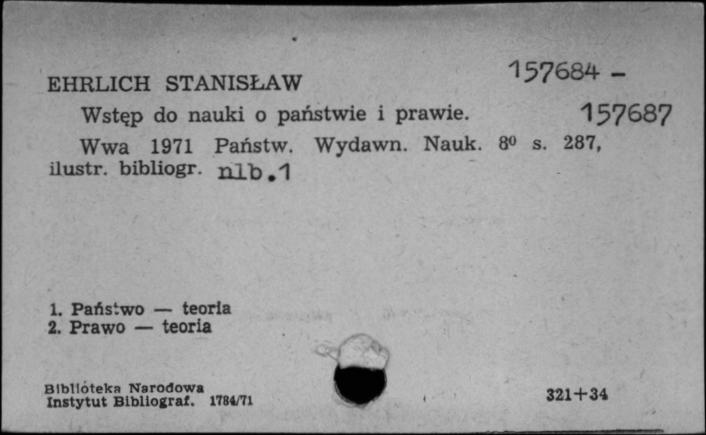 157684 –
EHRLICH STANISŁAW
Wstęp do nauki o państwie i prawie. 157687
Wwa 1971 Państw. Wydawn. Nauk. 8⁰ s. 287,
ilustr. bibliogr. nlb.1
1. Państwo — teoria
2. Prawo — teoria
Biblioteka Narodowa
Instytut Bibliograf. 1784/71
321+34